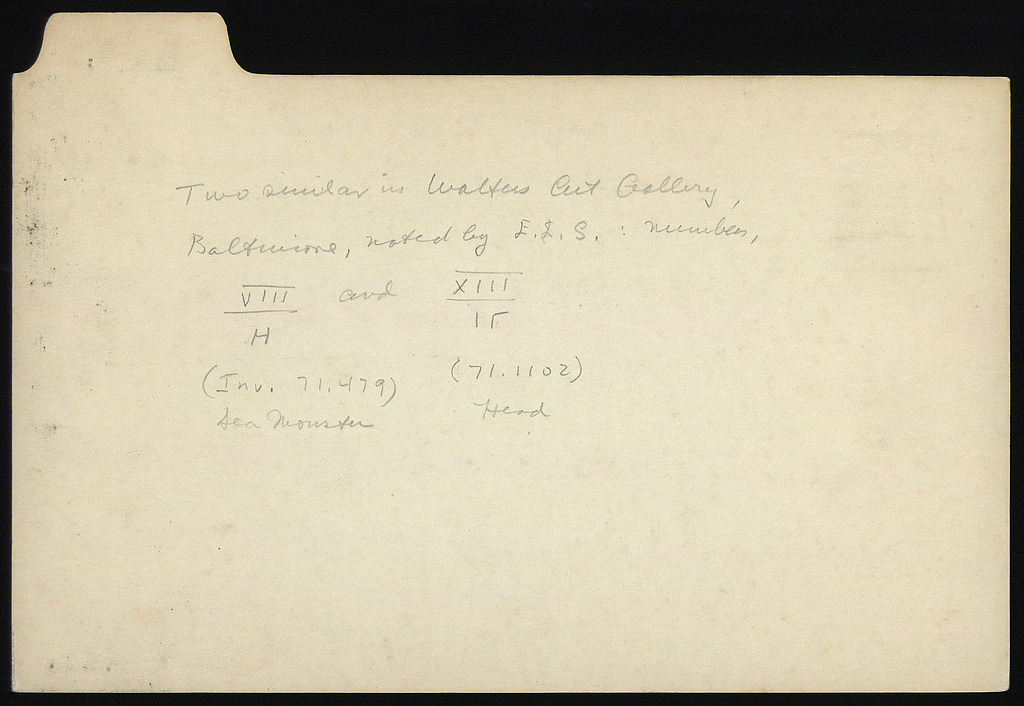 Two similar in Walters Art Gallery,
Baltimore, noted by E.L.S. : numbers,
VIII and XIII
H IΓ
(Inv. 71.479) (71.1102)
Sea Monster Head